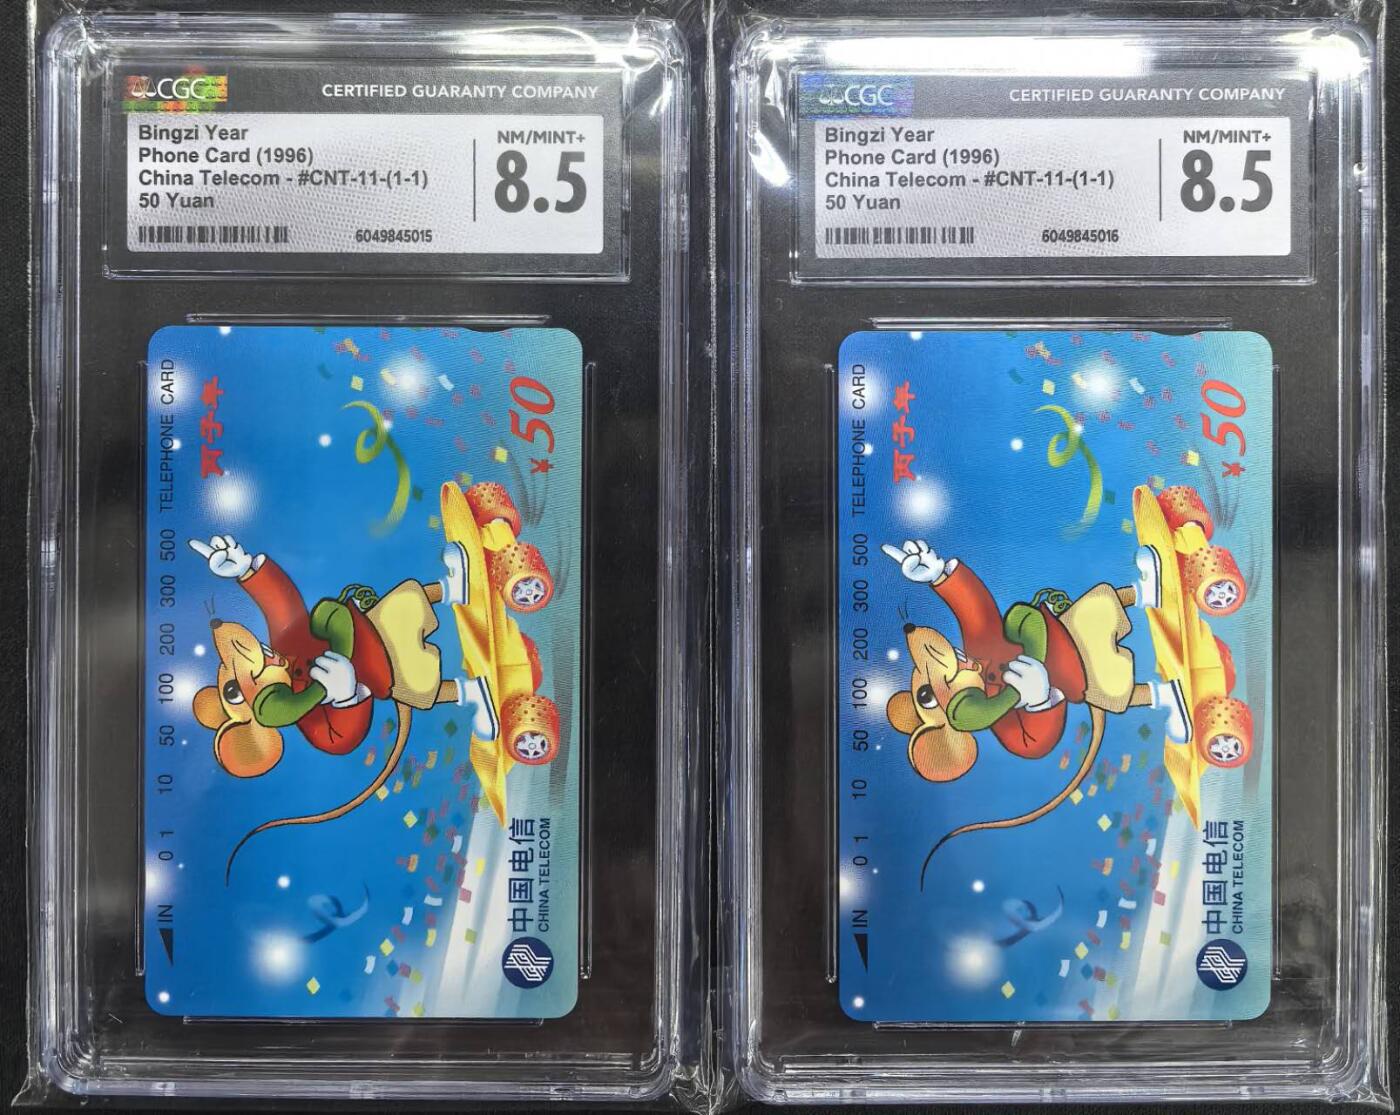 CGC
CERTIFIED GUARANTY COMPANY
Bingzi Year
Phone Card (1996)
China Telecom - #CNT-11-(1-1)
50 Yuan
NM/MINT+
8.5
6049845015
IN 0 1 10 50 100 200 300 500 TELEPHONE CARD
丙子年
¥50
中国电信
CHINA TELECOM
CGC
CERTIFIED GUARANTY COMPANY
Bingzi Year
Phone Card (1996)
China Telecom - #CNT-11-(1-1)
50 Yuan
NM/MINT+
8.5
6049845016
IN 0 1 10 50 100 200 300 500 TELEPHONE CARD
丙子年
¥50
中国电信
CHINA TELECOM